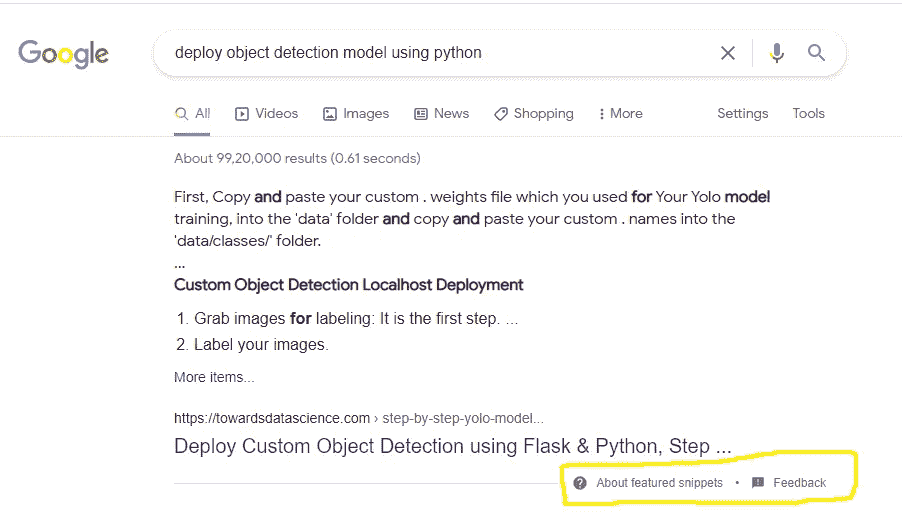 Google
deploy object detection model using python
All Videos Images News Shopping More Settings Tools
About 99,20,000 results (0.61 seconds)
First, Copy and paste your custom . weights file which you used for Your Yolo model
training, into the 'data' folder and copy and paste your custom . names into the
'data/classes/' folder.
...
Custom Object Detection Localhost Deployment
1. Grab images for labeling: It is the first step. ...
2. Label your images.
More items...
https://towardsdatascience.com › step-by-step-yolo-model...
Deploy Custom Object Detection using Flask & Python, Step ...
About featured snippets • Feedback